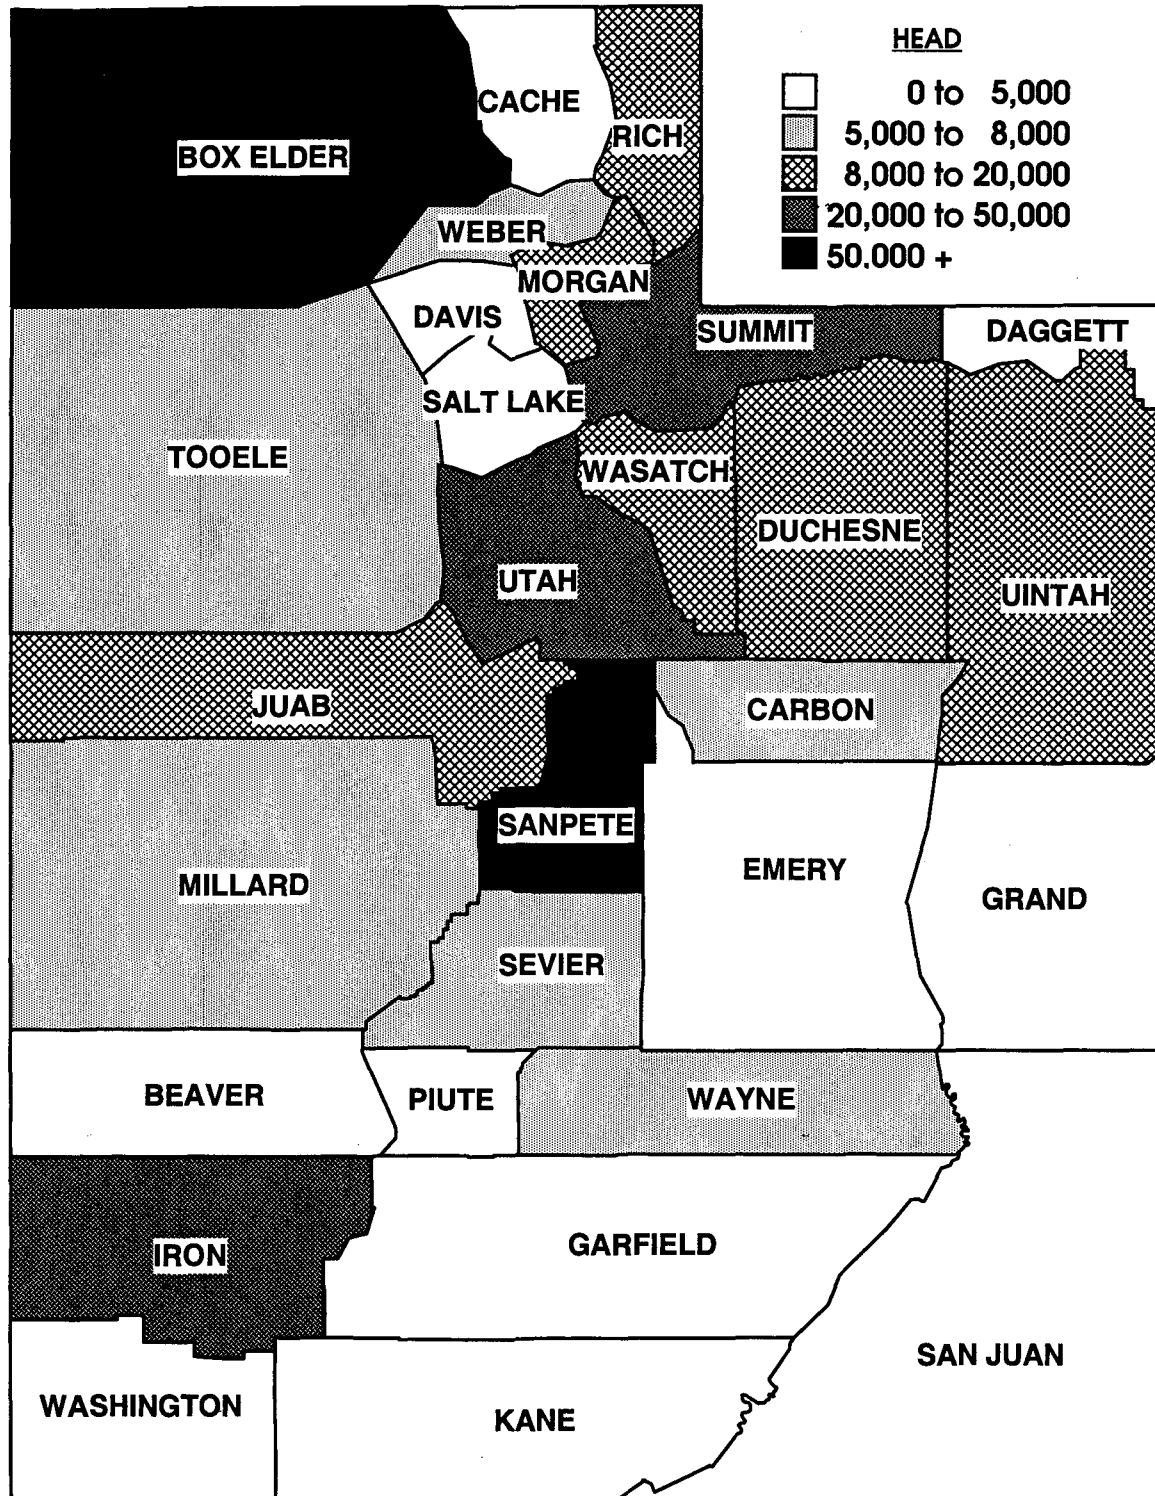 HEAD
0 to 5,000
5,000 to 8,000
8,000 to 20,000
20,000 to 50,000
50,000 +
CACHE
RICH
BOX ELDER
WEBER
MORGAN
DAVIS
SUMMIT
DAGGETT
SALT LAKE
TOOELE
WASATCH
DUCHESNE
UTAH
UINTAH
JUAB
CARBON
SANPETE
EMERY
MILLARD
GRAND
SEVIER
BEAVER
PIUTE
WAYNE
IRON
GARFIELD
SAN JUAN
WASHINGTON
KANE